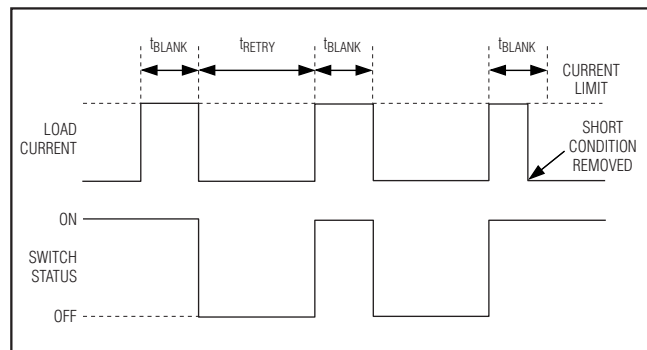 tBLANK
tRETRY
tBLANK
tBLANK
CURRENT
LIMIT
LOAD
CURRENT
SHORT
CONDITION
REMOVED
ON
SWITCH
STATUS
OFF